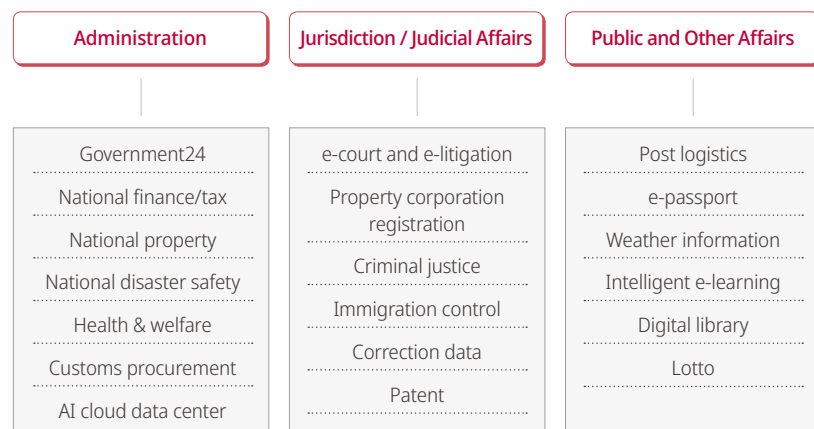 Administration
Government24
National finance/tax
National property
National disaster safety
Health & welfare
Customs procurement
AI cloud data center
Jurisdiction / Judicial Affairs
e-court and e-litigation
Property corporation
registration
Criminal justice
Immigration control
Correction data
Patent
Public and Other Affairs
Post logistics
e-passport
Weather information
Intelligent e-learning
Digital library
Lotto